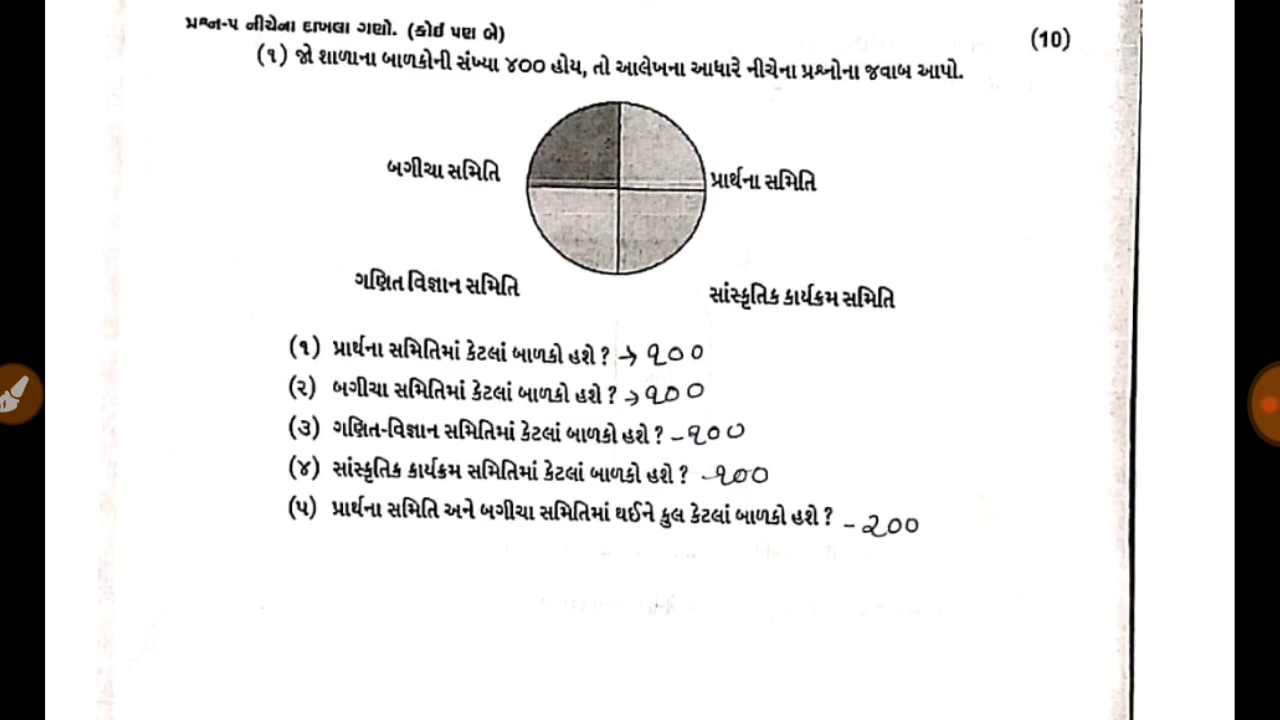 પ્રશ્ન-૫ નીચેના દાખલા ગણો. (કોઈ પણ બે) (10)
(૧) જો શાળાના બાળકોની સંખ્યા ૪૦૦ હોય, તો આલેખના આધારે નીચેના પ્રશ્નોના જવાબ આપો.
બગીચા સમિતિ પ્રાર્થના સમિતિ
ગણિત વિજ્ઞાન સમિતિ સાંસ્કૃતિક કાર્યક્રમ સમિતિ
(૧) પ્રાર્થના સમિતિમાં કેટલાં બાળકો હશે? → ૧૦૦
(૨) બગીચા સમિતિમાં કેટલાં બાળકો હશે? → ૧૦૦
(૩) ગણિત-વિજ્ઞાન સમિતિમાં કેટલાં બાળકો હશે? - ૧૦૦
(૪) સાંસ્કૃતિક કાર્યક્રમ સમિતિમાં કેટલાં બાળકો હશે? - ૧૦૦
(૫) પ્રાર્થના સમિતિ અને બગીચા સમિતિમાં થઈને કુલ કેટલાં બાળકો હશે? - ૨૦૦